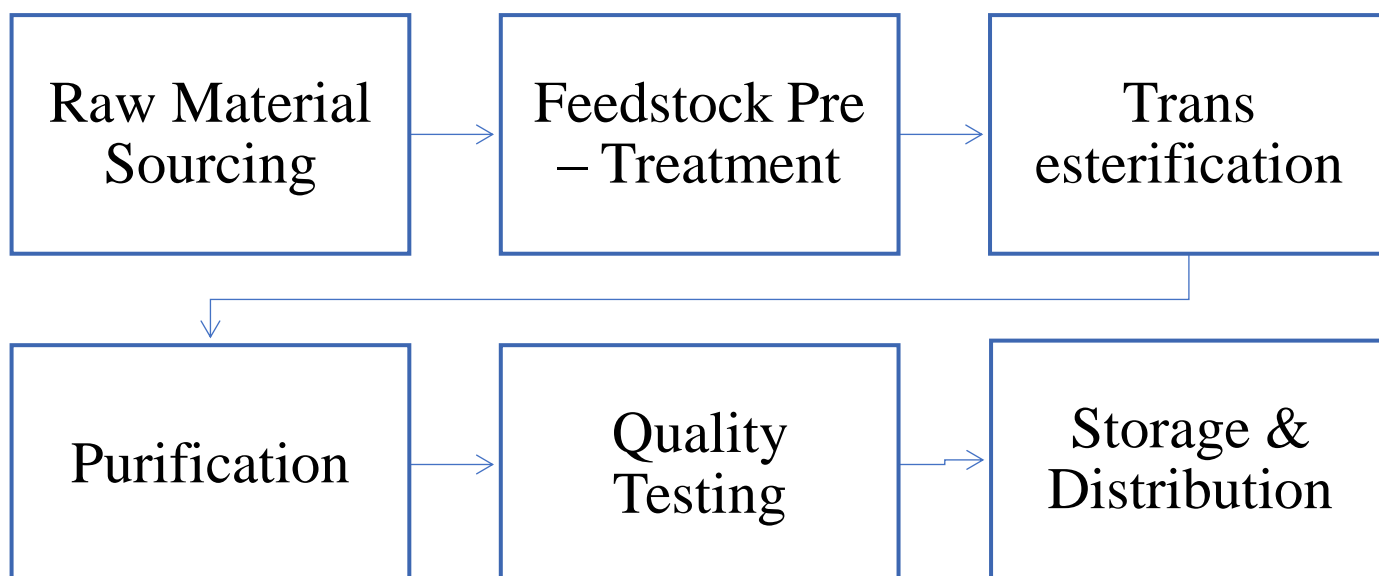 Raw Material
Sourcing
Feedstock Pre
– Treatment
Trans
esterification
Purification
Quality
Testing
Storage &
Distribution